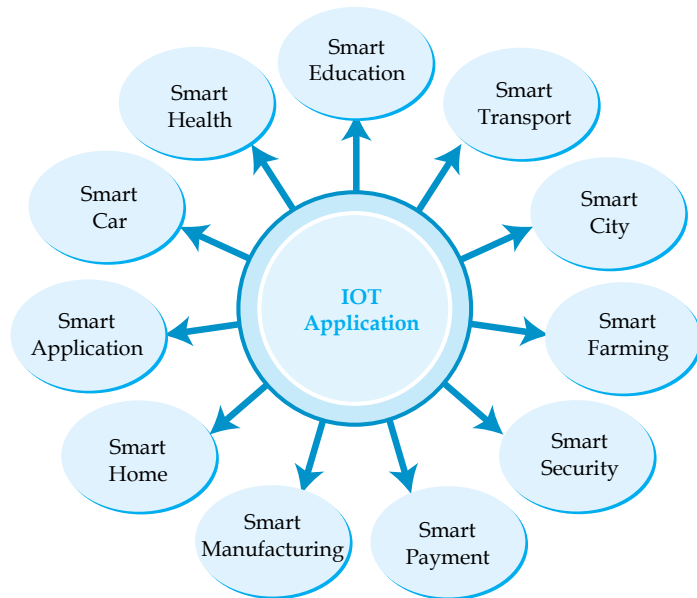 Smart
Education
Smart
Transport
Smart
City
Smart
Farming
Smart
Security
Smart
Payment
Smart
Manufacturing
Smart
Home
Smart
Application
Smart
Car
Smart
Health
IOT
Application